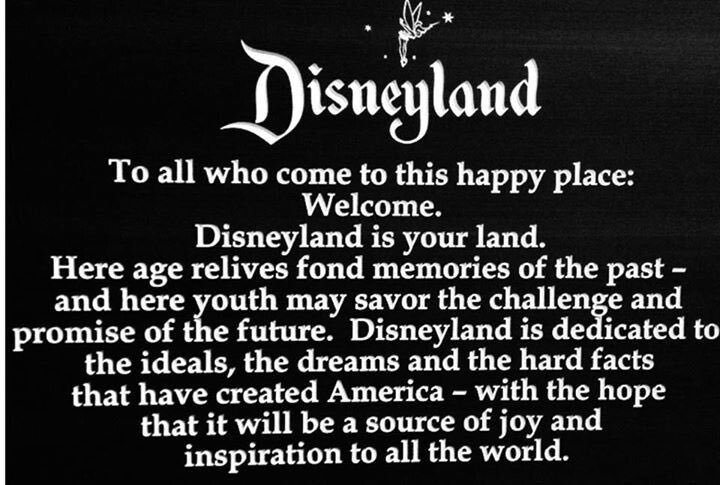 Disneyland
To all who come to this happy place:
Welcome.
Disneyland is your land.
Here age relives fond memories of the past –
and here youth may savor the challenge and
promise of the future. Disneyland is dedicated to
the ideals, the dreams and the hard facts
that have created America – with the hope
that it will be a source of joy and
inspiration to all the world.